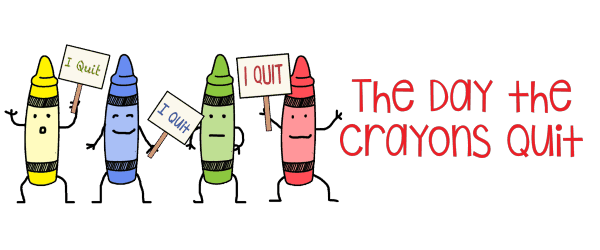 I Quit
I Quit
I QUIT
The Day the
Crayons Quit